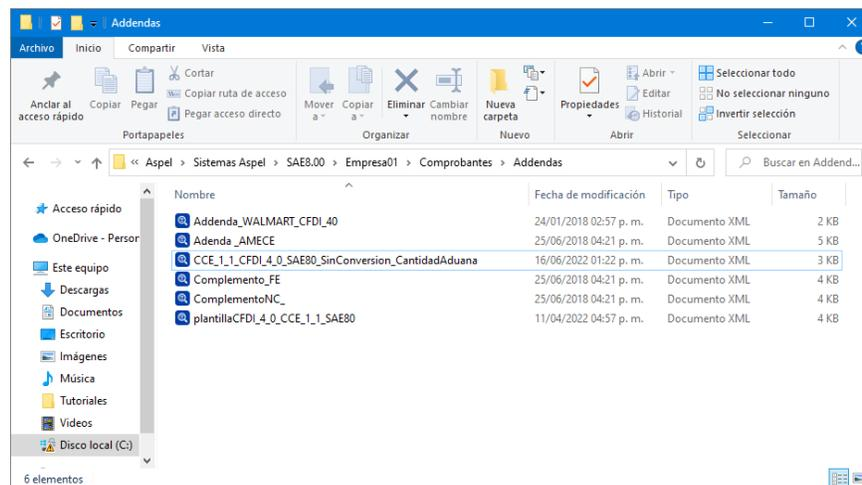 Addendas
Archivo Inicio Compartir Vista
Anclar al acceso rápido
Copiar
Pegar
Cortar
Copiar ruta de acceso
Pegar acceso directo
Portapapeles
Mover a
Copiar a
Eliminar
Cambiar nombre
Organizar
Nueva carpeta
Nuevo
Propiedades
Abrir
Editar
Historial
Abrir
Seleccionar todo
No seleccionar ninguno
Invertir selección
Seleccionar
« Aspel > Sistemas Aspel > SAE8.00 > Empresa01 > Comprobantes > Addendas
Buscar en Addend...
Acceso rápido
OneDrive - Person
Este equipo
Descargas
Documentos
Escritorio
Imágenes
Música
Tutoriales
Videos
Disco local (C:)
Nombre Fecha de modificación Tipo Tamaño
Addenda_WALMART_CFDI_40 24/01/2018 02:57 p. m. Documento XML 2 KB
Adenda _AMECE 25/06/2018 04:21 p. m. Documento XML 5 KB
CCE_1_1_CFDI_4_0_SAE80_SinConversion_CantidadAduana 16/06/2022 01:22 p. m. Documento XML 3 KB
Complemento_FE 25/06/2018 04:21 p. m. Documento XML 4 KB
ComplementoNC_ 25/06/2018 04:21 p. m. Documento XML 4 KB
plantillaCFDI_4_0_CCE_1_1_SAE80 11/04/2022 04:57 p. m. Documento XML 4 KB
6 elementos